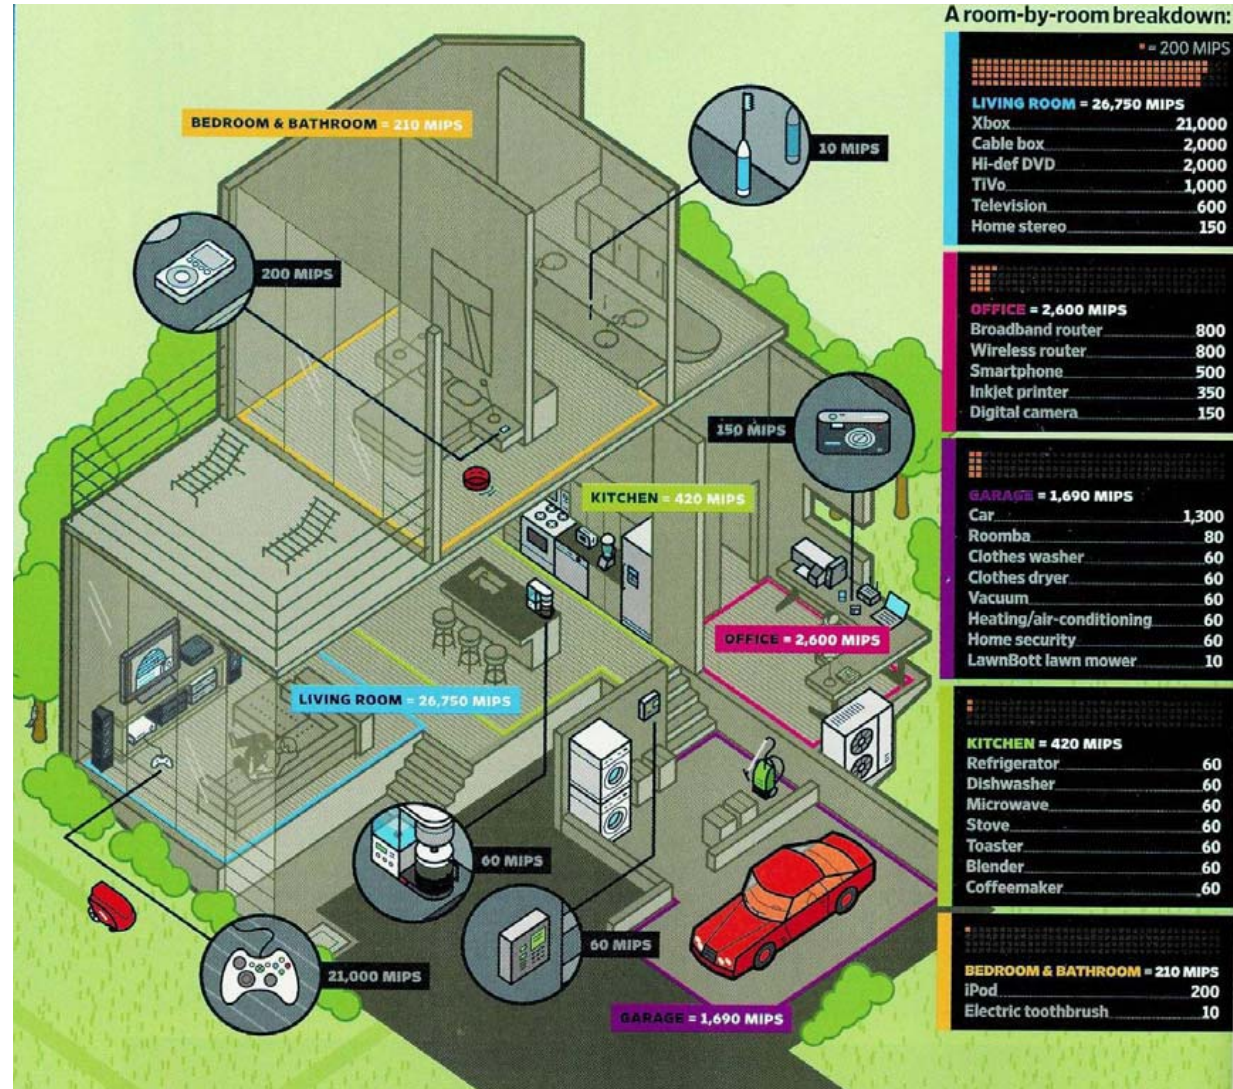 A room-by-room breakdown:
= 200 MIPS
LIVING ROOM = 26,750 MIPS
Xbox 21,000
Cable box 2,000
Hi-def DVD 2,000
TiVo 1,000
Television 600
Home stereo 150
OFFICE = 2,600 MIPS
Broadband router 800
Wireless router 800
Smartphone 500
Inkjet printer 350
Digital camera 150
GARAGE = 1,690 MIPS
Car 1,300
Roomba 80
Clothes washer 60
Clothes dryer 60
Vacuum 60
Heating/air-conditioning 60
Home security 60
LawnBott lawn mower 10
KITCHEN = 420 MIPS
Refrigerator 60
Dishwasher 60
Microwave 60
Stove 60
Toaster 60
Blender 60
Coffeemaker 60
BEDROOM & BATHROOM = 210 MIPS
iPod 200
Electric toothbrush 10
BEDROOM & BATHROOM = 210 MIPS
10 MIPS
200 MIPS
150 MIPS
KITCHEN = 420 MIPS
OFFICE = 2,600 MIPS
LIVING ROOM = 26,750 MIPS
60 MIPS
60 MIPS
21,000 MIPS
GARAGE = 1,690 MIPS